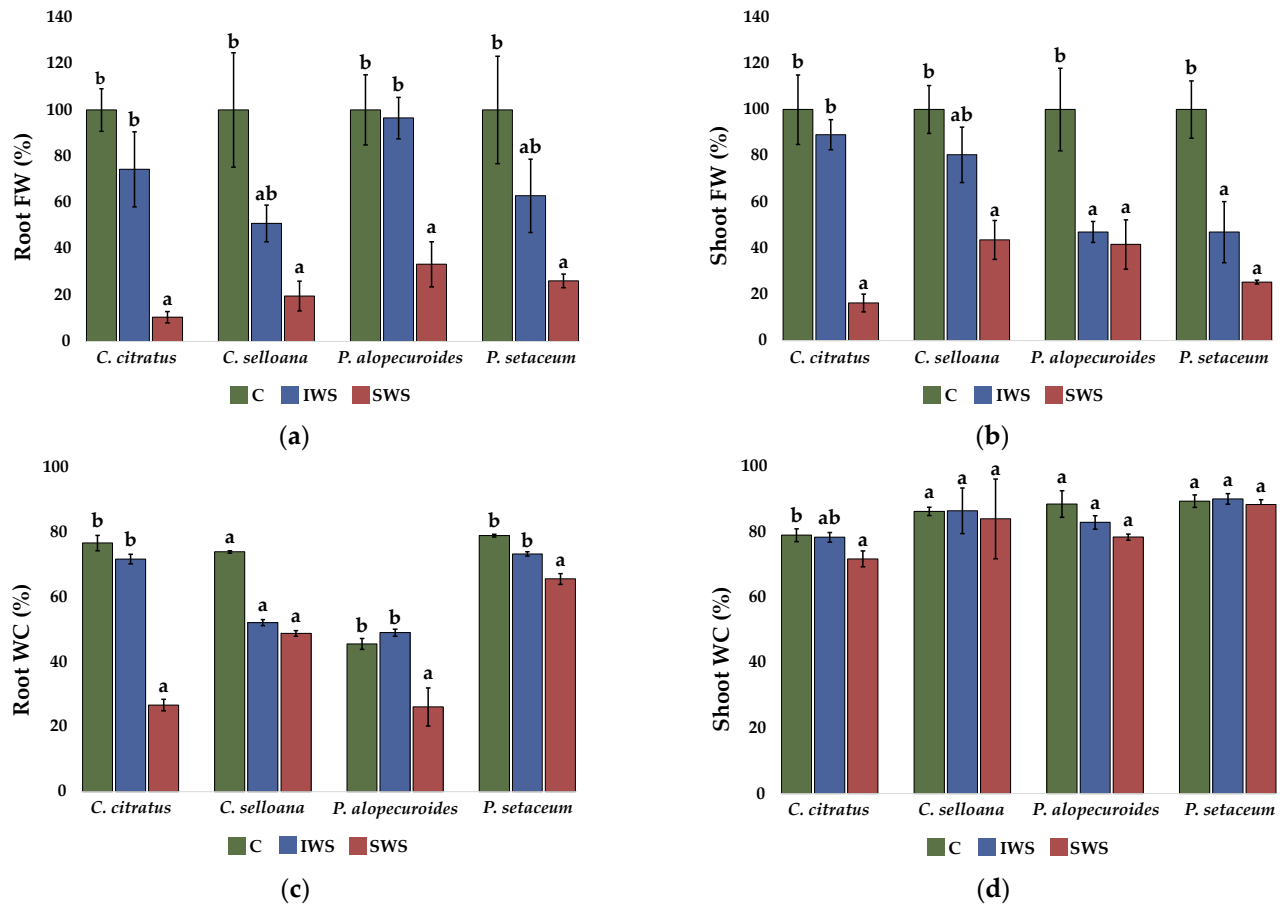 140
120
100
80
60
40
20
0
Root FW (%)
b b a b ab a b b a b ab a
C. citratus C. selloana P. alopecuroides P. setaceum
C IWS SWS
(a)
140
120
100
80
60
40
20
0
Shoot FW (%)
b b a b ab a b a a b a a
C. citratus C. selloana P. alopecuroides P. setaceum
C IWS SWS
(b)
100
80
60
40
20
0
Root WC (%)
b b a a a a b b a b b a
C. citratus C. selloana P. alopecuroides P. setaceum
C IWS SWS
(c)
100
80
60
40
20
0
Shoot WC (%)
b ab a a a a a a a a a a
C. citratus C. selloana P. alopecuroides P. setaceum
C IWS SWS
(d)